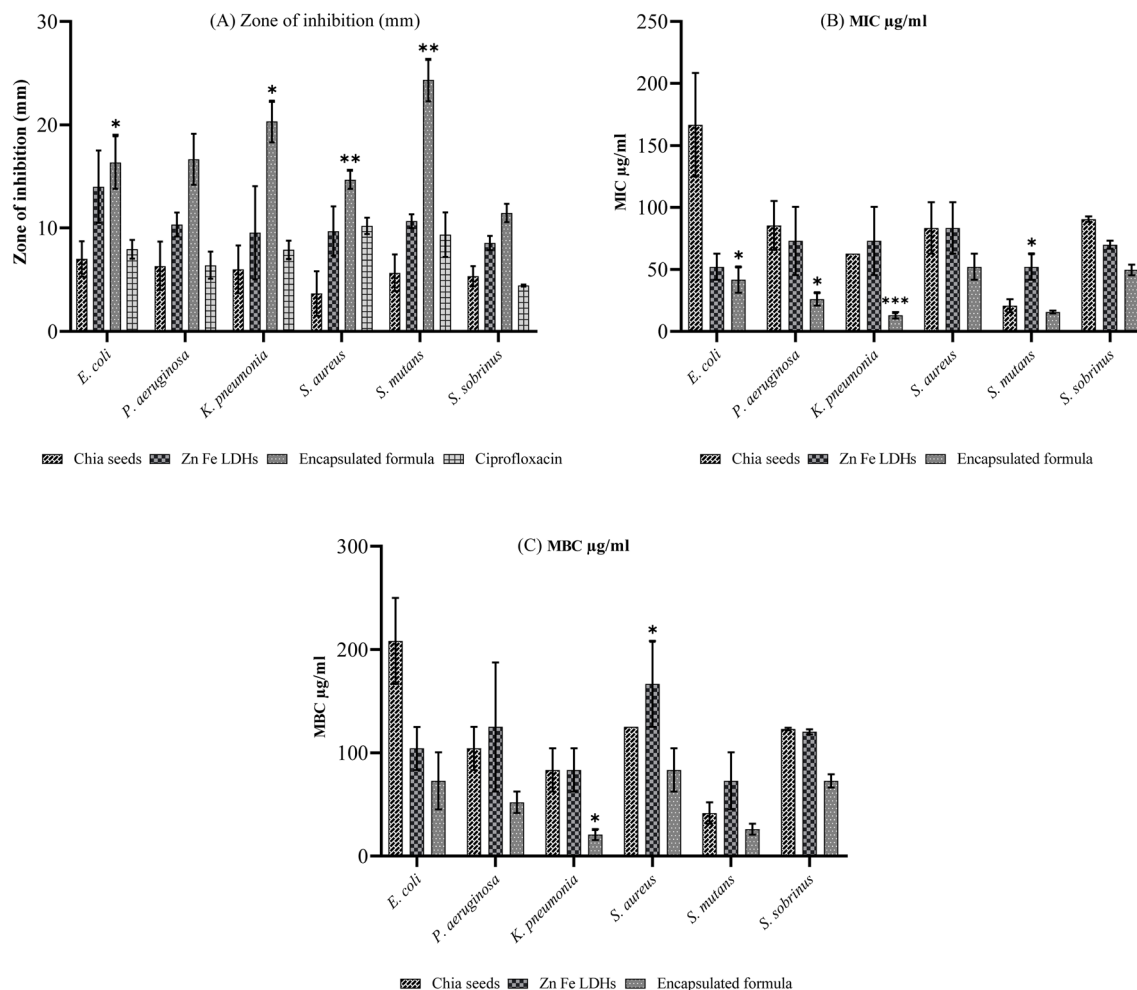 (A) Zone of inhibition (mm)
Zone of inhibition (mm)
30
20
10
0
*
*
**
**
E. coli
P. aeruginosa
K. pneumonia
S. aureus
S. mutans
S. sobrinus
Chia seeds Zn Fe LDHs Encapsulated formula Ciprofloxacin
(B) MIC µg/ml
MIC µg/ml
250
200
150
100
50
0
*
*
***
*
E. coli
P. aeruginosa
K. pneumonia
S. aureus
S. mutans
S. sobrinus
Chia seeds Zn Fe LDHs Encapsulated formula
(C) MBC µg/ml
MBC µg/ml
300
200
100
0
*
*
E. coli
P. aeruginosa
K. pneumonia
S. aureus
S. mutans
S. sobrinus
Chia seeds Zn Fe LDHs Encapsulated formula